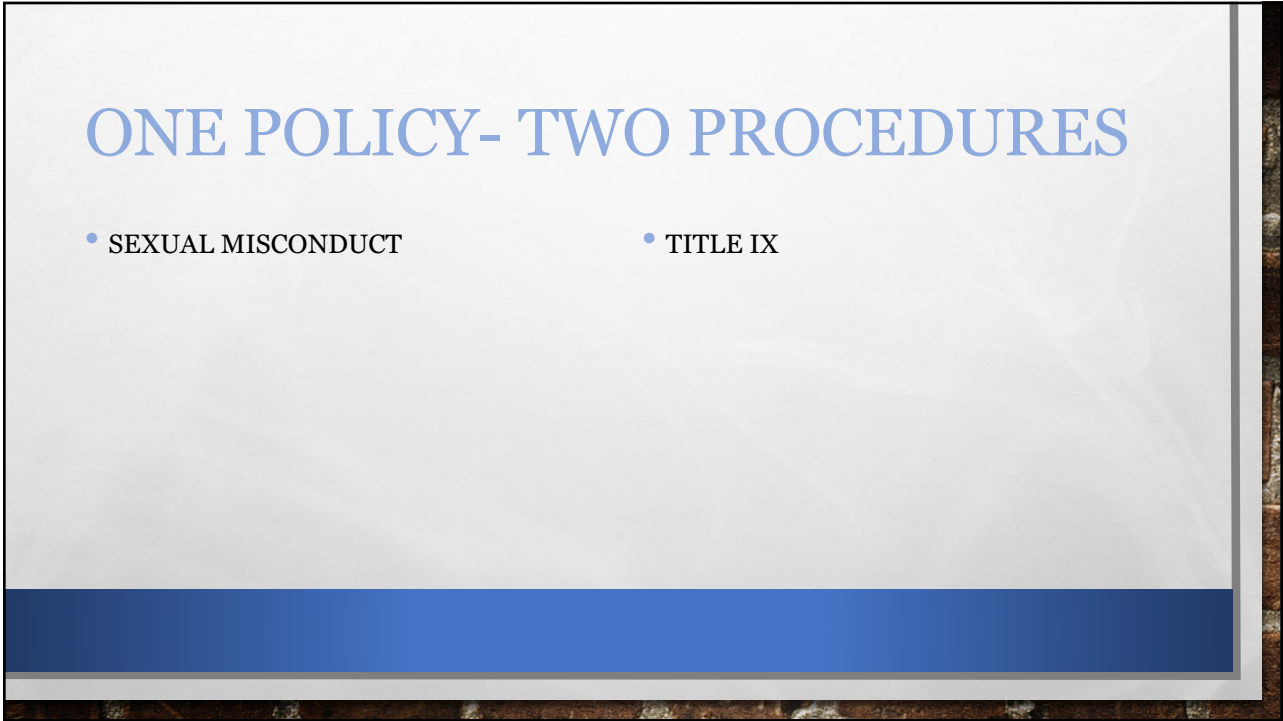 ONE POLICY- TWO PROCEDURES
• SEXUAL MISCONDUCT
• TITLE IX